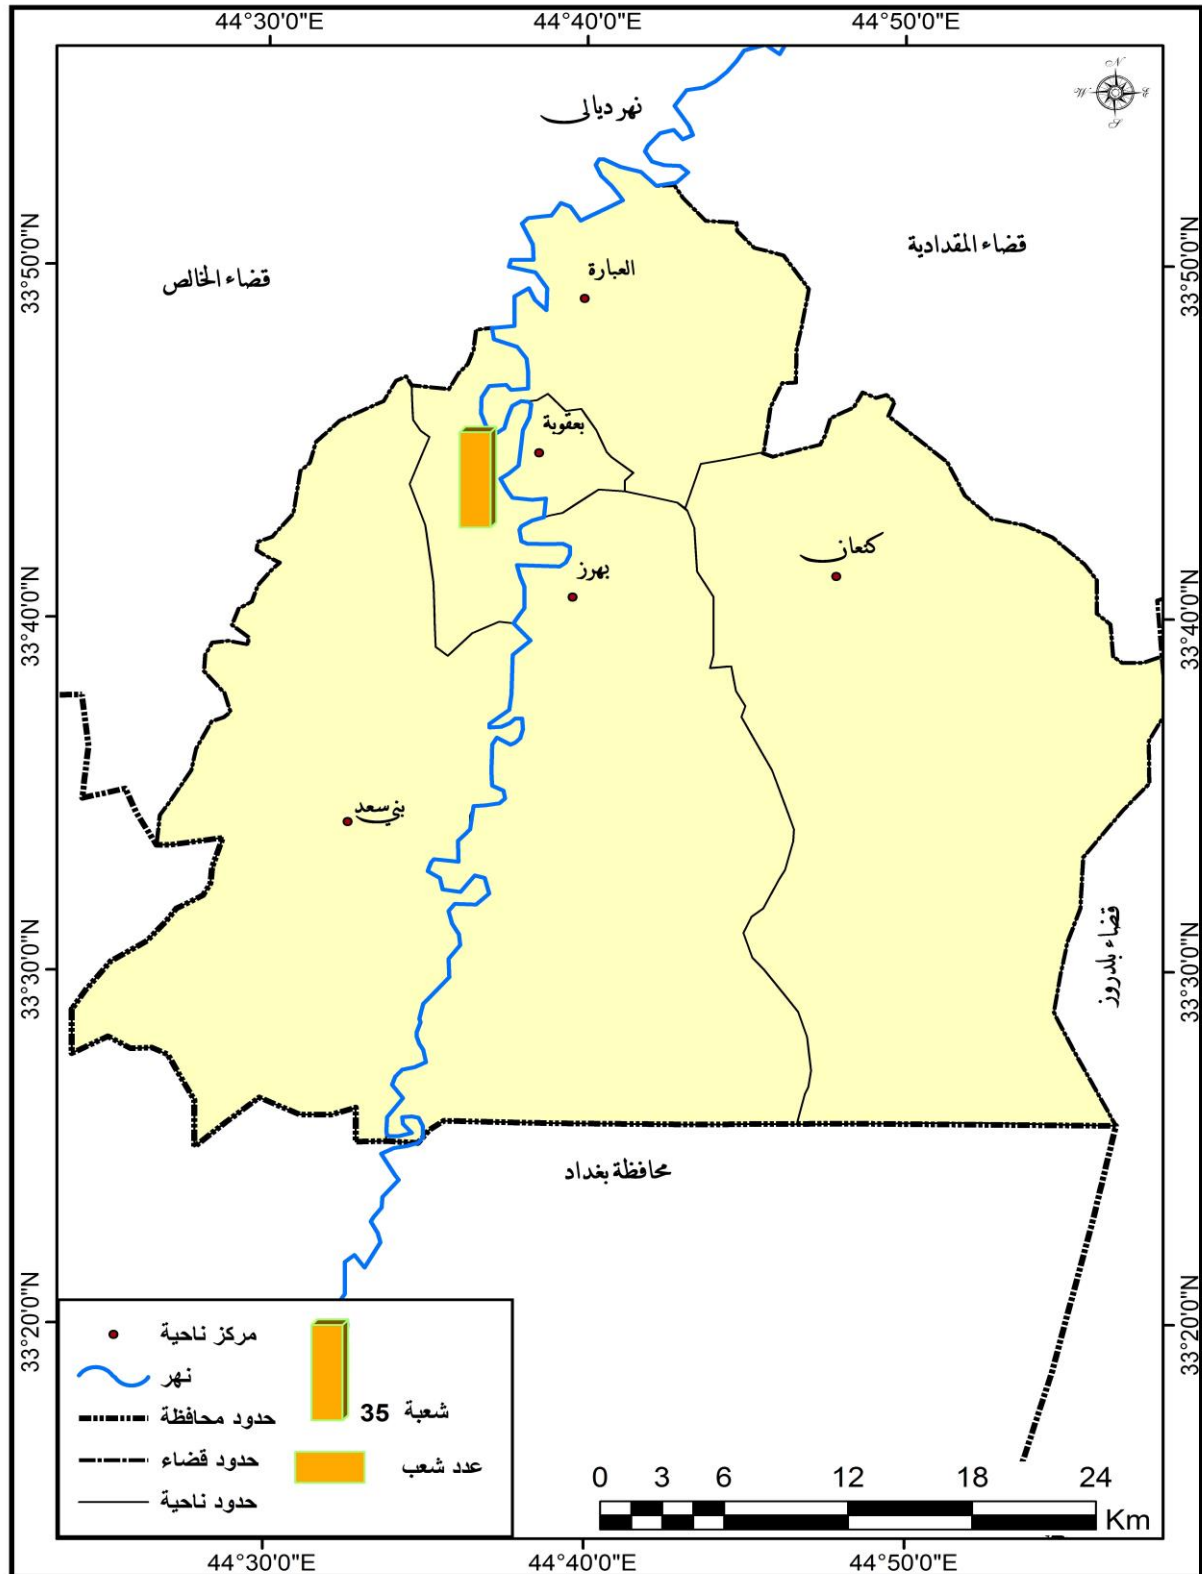 44°30'0"E 44°40'0"E 44°50'0"E
N
W E
S
نهر ديالى
33°50'0"N
قضاء الخالص
العبارة
قضاء المقدادية
33°50'0"N
بعقوبة
كنعان
بهرز
33°40'0"N
33°40'0"N
بني سعد
33°30'0"N
قضاء بلدروز
33°30'0"N
محافظة بغداد
33°20'0"N
33°20'0"N
مركز ناحية
نهر
حدود محافظة
حدود قضاء
حدود ناحية
35 شعبة
عدد شعب
0 3 6 12 18 24
Km
44°30'0"E 44°40'0"E 44°50'0"E